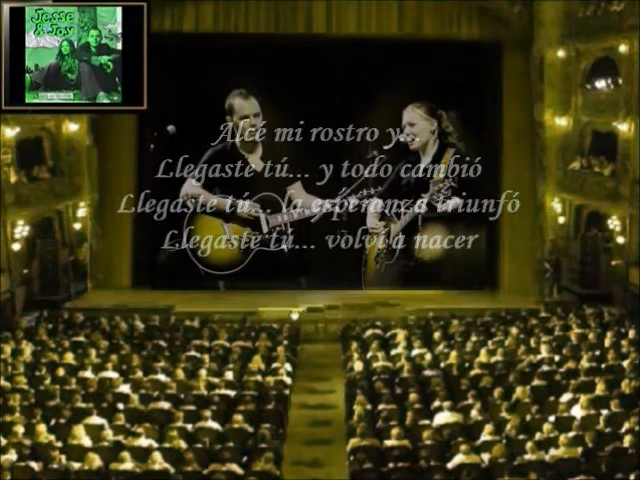 Jesse
& Joy
Alcé mi rostro y...
Llegaste tú... y todo cambió
Llegaste tú... la esperanza triunfó
Llegaste tú... volví a nacer